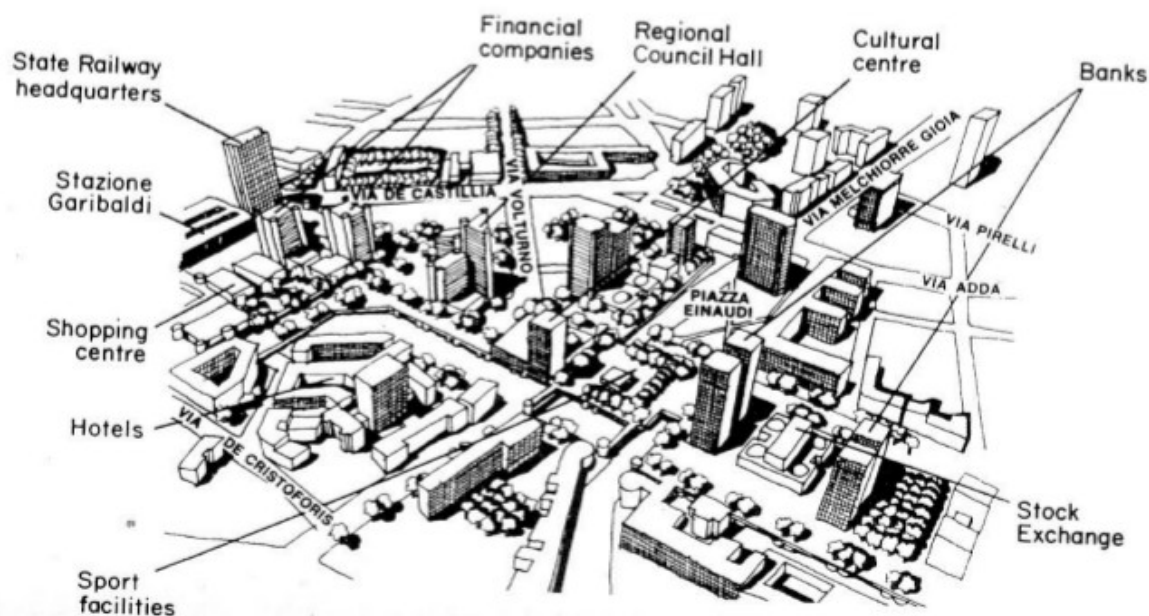 Financial
companies
Regional
Council Hall
Cultural
centre
Banks
State Railway
headquarters
Stazione
Garibaldi
VIA DE CASTILLIA
VIA VOLTURNO
VIA MELCHIORRE GIOIA
VIA PIRELLI
VIA ADDA
PIAZZA
EINAUDI
Shopping
centre
Hotels
VIA DE CRISTOFORIS
Stock
Exchange
Sport
facilities